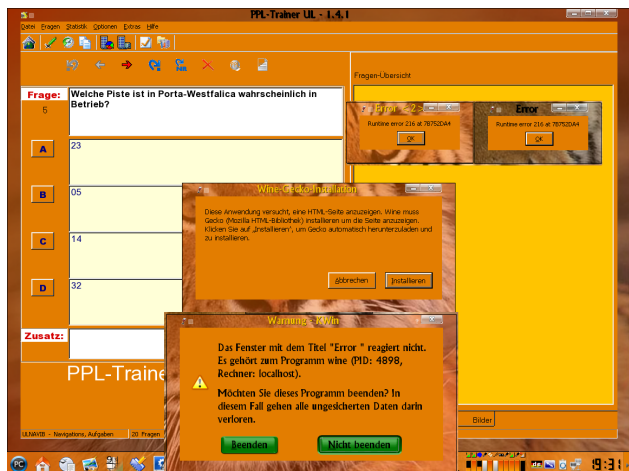 PPL-Trainer UL - 1.4.1
Datei Fragen Statistik Optionen Extras Hilfe
Fragen-Übersicht
Frage:
5
Welche Piste ist in Porta-Westfalica wahrscheinlich in
Betrieb?
A
23
B
05
C
14
D
32
Zusatz:
PPL-Traine
ULNAVIB - Navigations, Aufgaben
20 Fragen
Bilder
Error <2>
Runtime error 216 at 7B752DA4
OK
Error
Runtime error 216 at 7B752DA4
OK
Wine-Gecko-Installation
Diese Anwendung versucht, eine HTML-Seite
anzuzeigen. Wine muss
Gecko (Mozilla HTML-Bibliothek) installieren um die Seite anzuzeigen.
Klicken Sie auf „Installieren', um Gecko automatisch herunterzuladen und
zu installieren.
Abbrechen
Installieren
Warnung - KWin
Das Fenster mit dem Titel "Error " reagiert nicht.
Es gehört zum Programm wine (PID: 4898,
Rechner: localhost).
Möchten Sie dieses Programm beenden? In
diesem Fall gehen alle ungesicherten Daten darin
verloren.
Beenden
Nicht beenden
PC
19:31